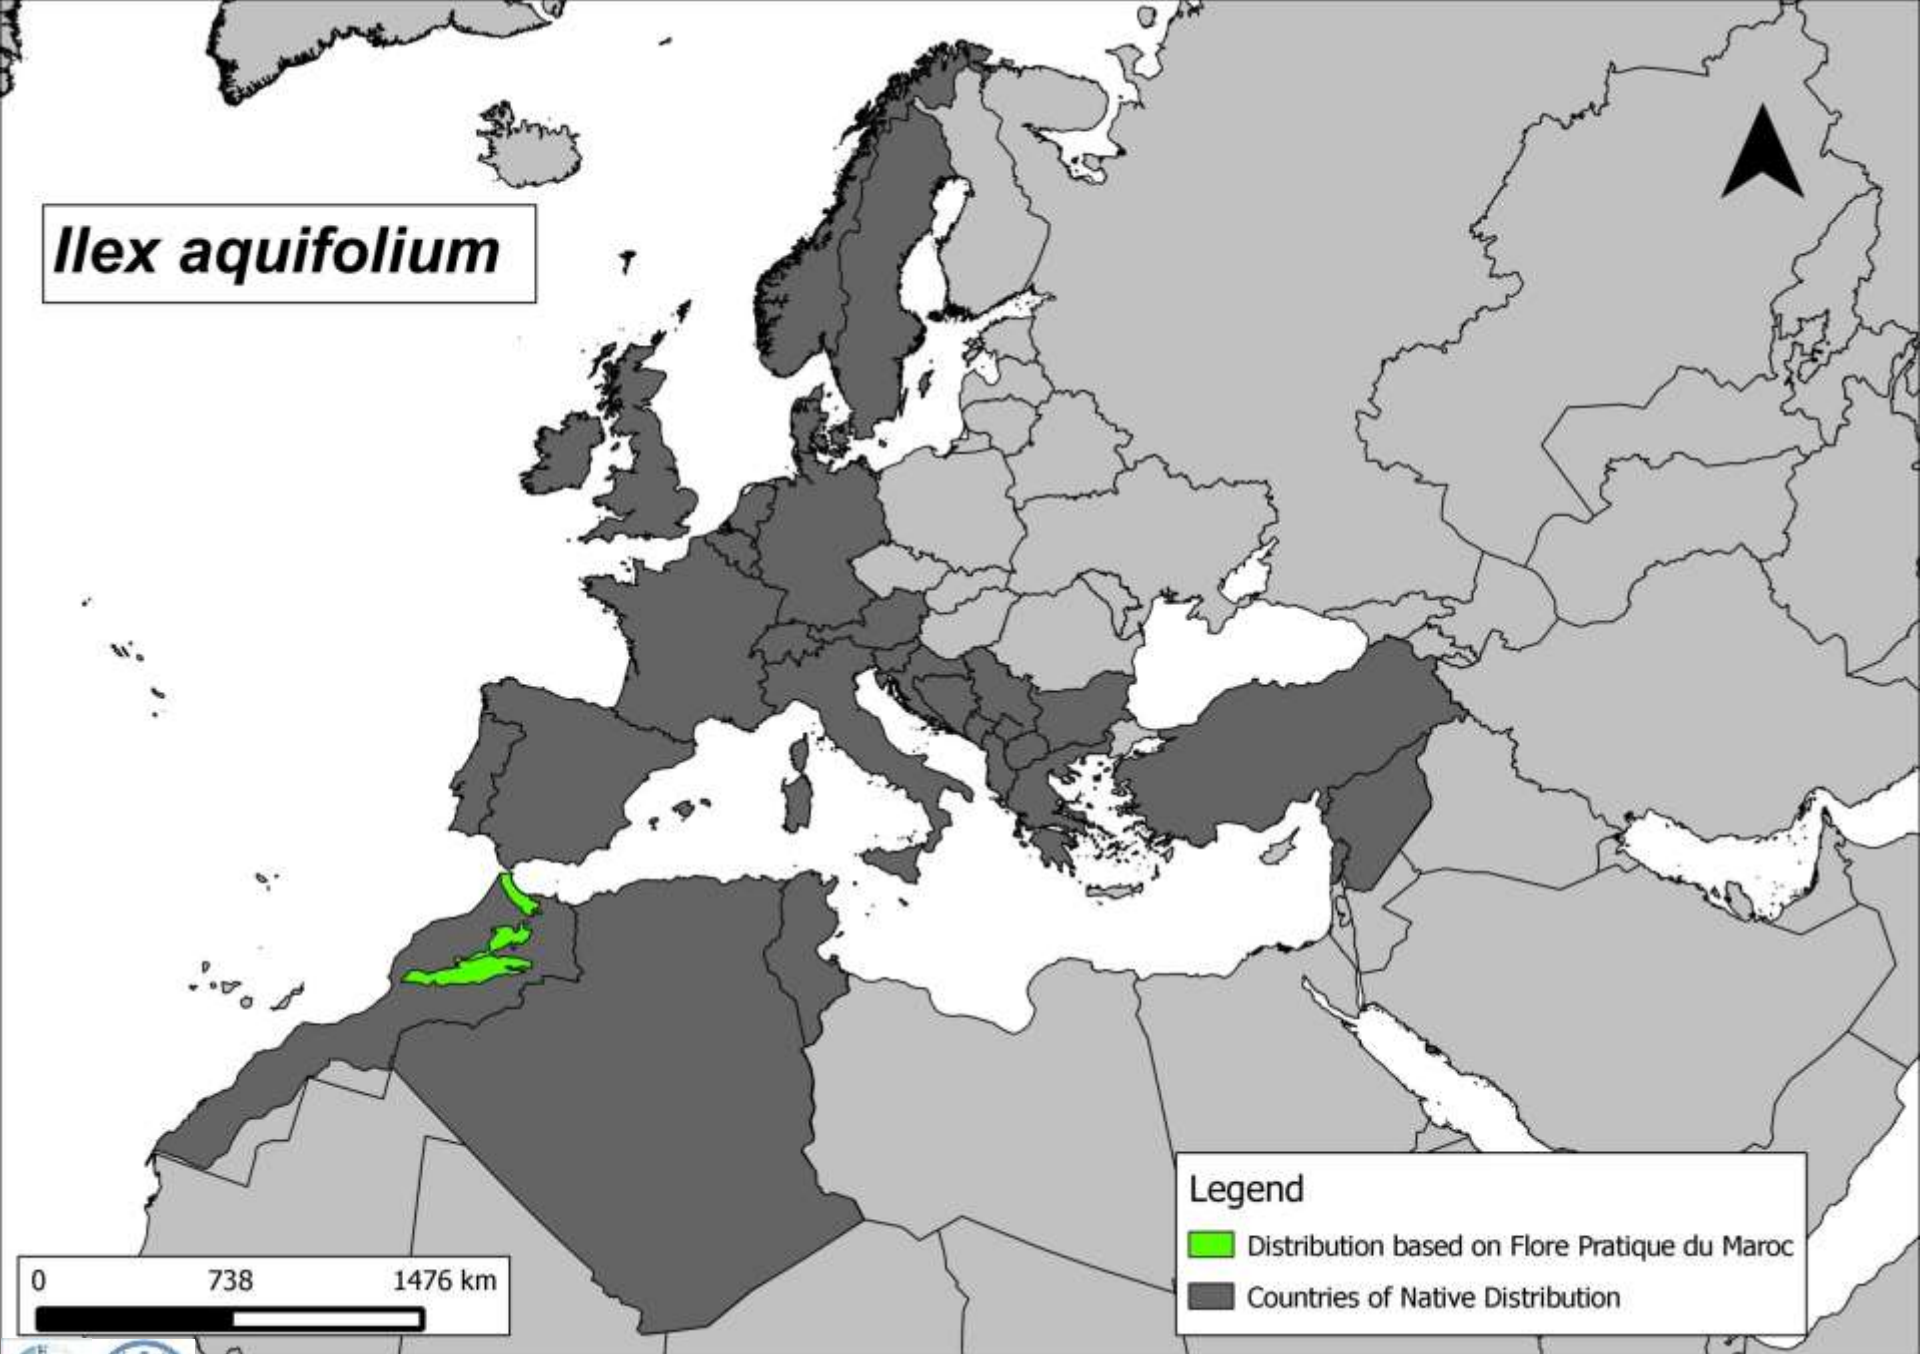 Ilex aquifolium
Legend
Distribution based on Flore Pratique du Maroc
Countries of Native Distribution
0 738 1476 km